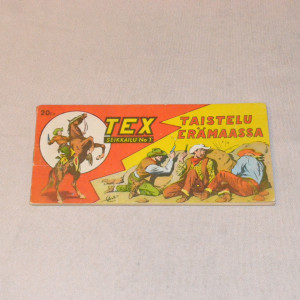 70:-
TEX
SEIKKAILU No 1
TAISTELU
ERÄMAASSA